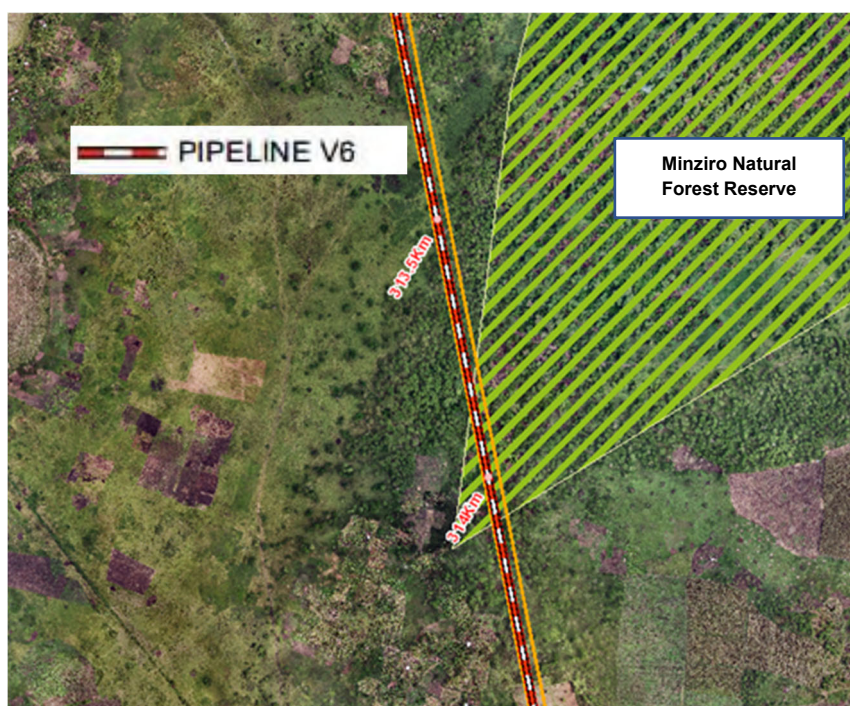 PIPELINE V6
Minziro Natural
Forest Reserve
313.5Km
314Km